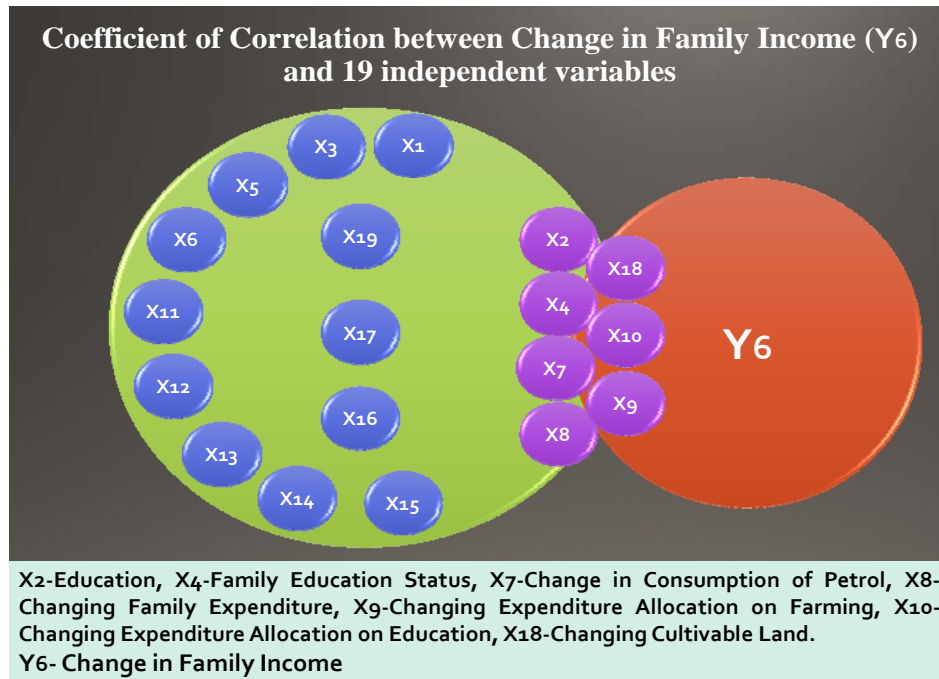 Coefficient of Correlation between Change in Family Income (Y6)
and 19 independent variables
X3 X1
X5
X6 X19 X2
X18
X11 X4
X17 X10
Y6
X12 X7
X9
X16 X8
X13
X14 X15
X2-Education, X4-Family Education Status, X7-Change in Consumption of Petrol, X8-
Changing Family Expenditure, X9-Changing Expenditure Allocation on Farming, X10-
Changing Expenditure Allocation on Education, X18-Changing Cultivable Land.
Y6- Change in Family Income